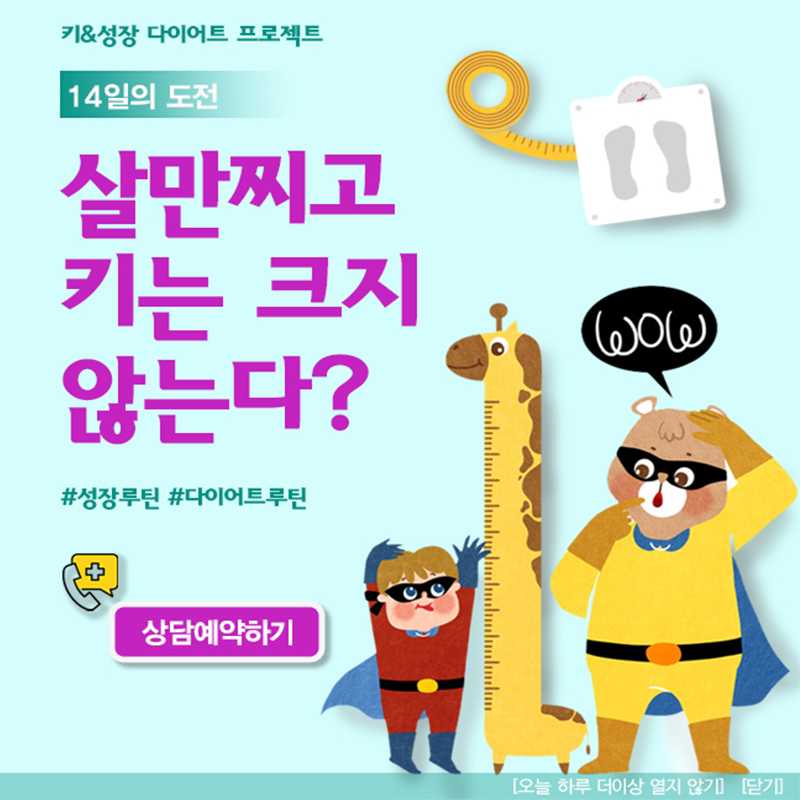 키&성장 다이어트 프로젝트
14일의 도전
살만찌고
키는 크지
않는다?
WOW
#성장루틴 #다이어트루틴
상담예약하기
[오늘 하루 더이상 열지 않기] [닫기]